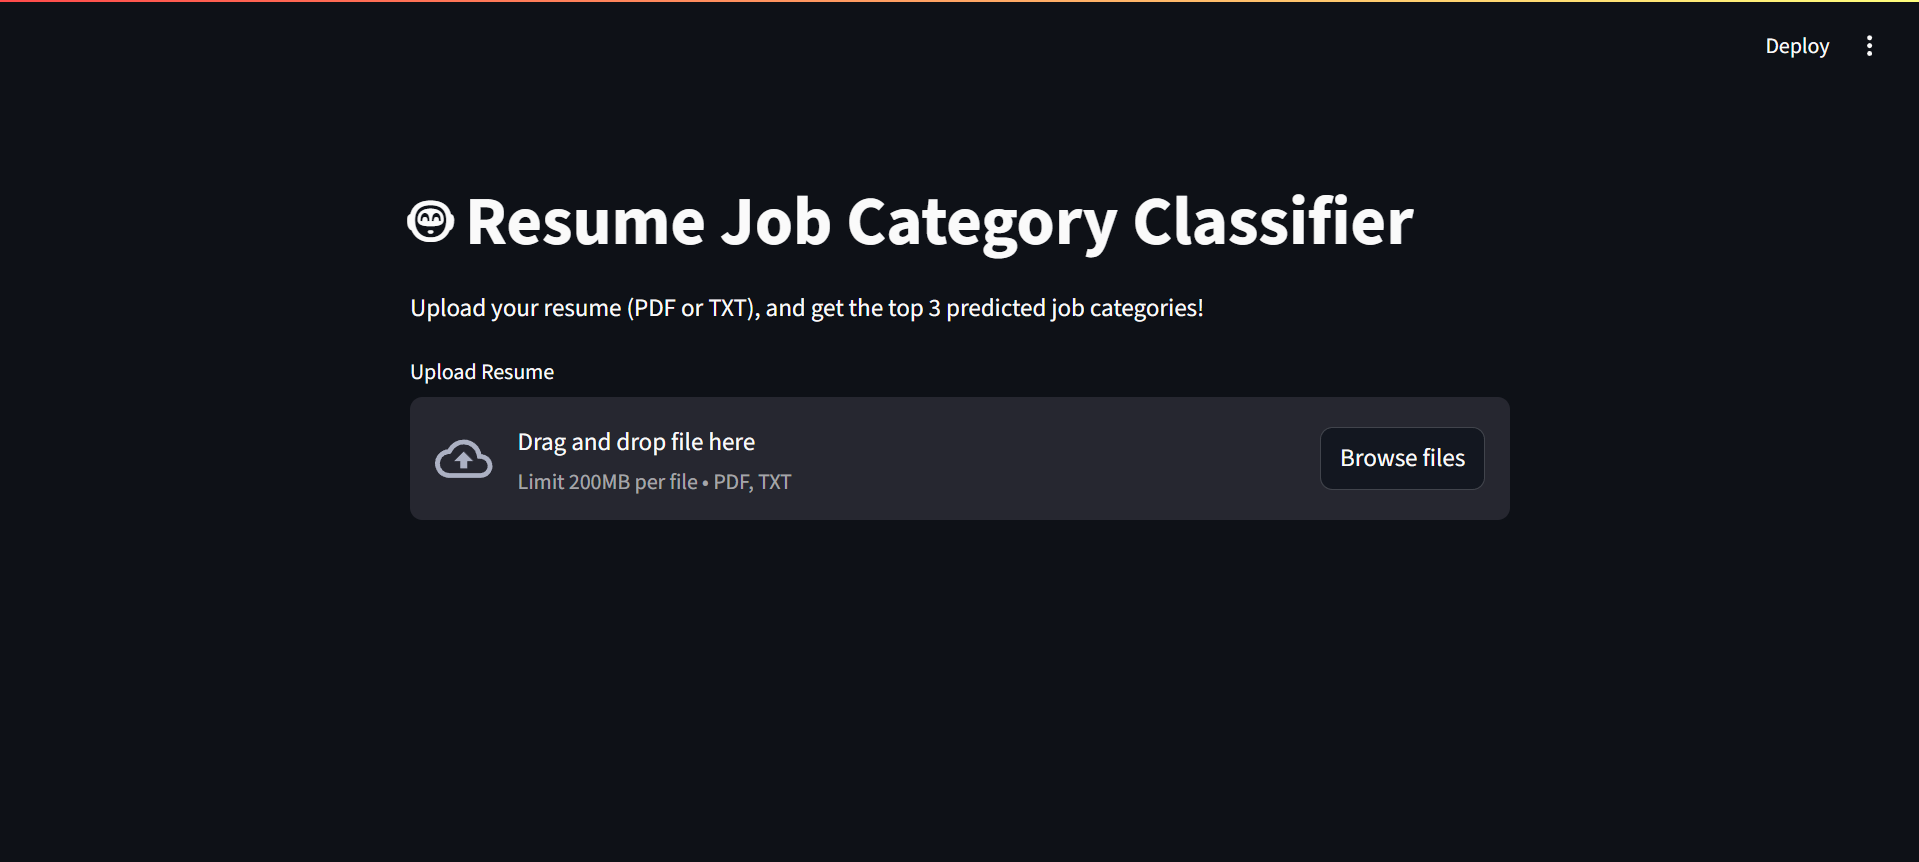 Deploy
Resume Job Category Classifier
Upload your resume (PDF or TXT), and get the top 3 predicted job categories!
Upload Resume
Drag and drop file here
Limit 200MB per file • PDF, TXT
Browse files